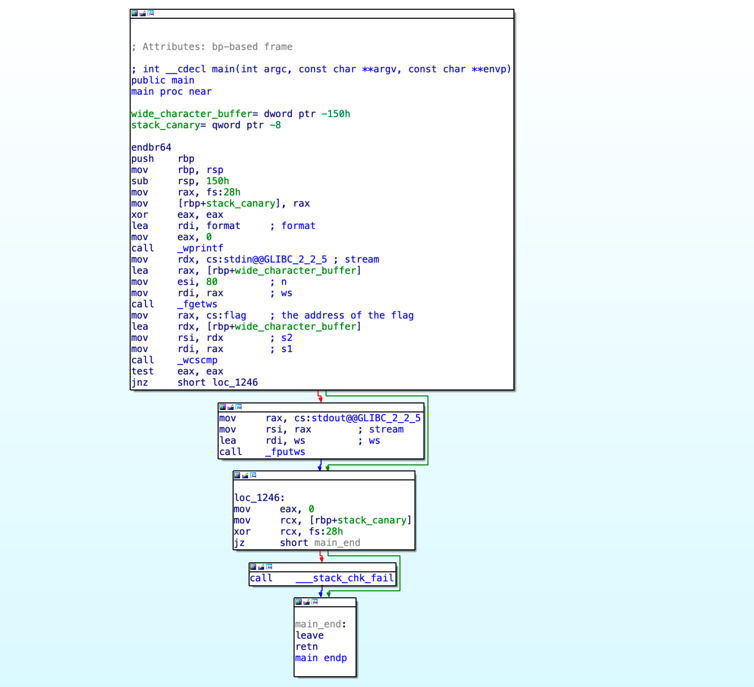 ; Attributes: bp-based frame
; int __cdecl main(int argc, const char **argv, const char **envp)
public main
main proc near
wide_character_buffer= dword ptr -150h
stack_canary= qword ptr -8
endbr64
push rbp
mov rbp, rsp
sub rsp, 150h
mov rax, fs:28h
mov [rbp+stack_canary], rax
xor eax, eax
lea rdi, format ; format
mov eax, 0
call _wprintf
mov rdx, cs:stdin@@GLIBC_2_2_5 ; stream
lea rax, [rbp+wide_character_buffer]
mov esi, 80 ; n
mov rdi, rax ; ws
call _fgetws
mov rax, cs:flag ; the address of the flag
lea rdx, [rbp+wide_character_buffer]
mov rsi, rdx ; s2
mov rdi, rax ; s1
call _wcscmp
test eax, eax
jnz short loc_1246
mov rax, cs:stdout@@GLIBC_2_2_5
mov rsi, rax ; stream
lea rdi, ws ; ws
call _fputws
loc_1246:
mov eax, 0
mov rcx, [rbp+stack_canary]
xor rcx, fs:28h
jz short main_end
call ___stack_chk_fail
main_end:
leave
retn
main endp